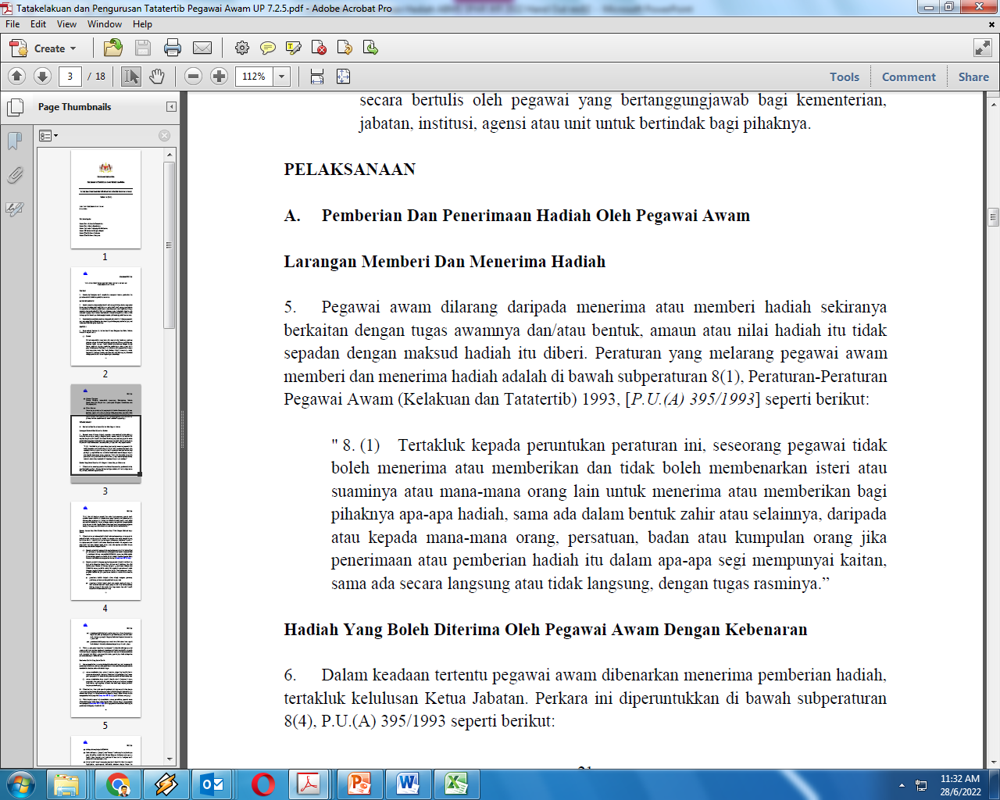 Tatakelakuan dan Pengurusan Tatatertib Pegawai Awam UP 7.2.5.pdf - Adobe Acrobat Pro
File Edit View Window Help
Create
3 / 18 112% Tools Comment Share
Page Thumbnails
1
2
3
4
5
secara bertulis oleh pegawai yang bertanggungjawab bagi kementerian,
jabatan, institusi, agensi atau unit untuk bertindak bagi pihaknya.
PELAKSANAAN
A. Pemberian Dan Penerimaan Hadiah Oleh Pegawai Awam
Larangan Memberi Dan Menerima Hadiah
5. Pegawai awam dilarang daripada menerima atau memberi hadiah sekiranya
berkaitan dengan tugas awamnya dan/atau bentuk, amaun atau nilai hadiah itu tidak
sepadan dengan maksud hadiah itu diberi. Peraturan yang melarang pegawai awam
memberi dan menerima hadiah adalah di bawah subperaturan 8(1), Peraturan-Peraturan
Pegawai Awam (Kelakuan dan Tatatertib) 1993, [P.U.(A) 395/1993] seperti berikut:
" 8. (1) Tertakluk kepada peruntukan peraturan ini, seseorang pegawai tidak
boleh menerima atau memberikan dan tidak boleh membenarkan isteri atau
suaminya atau mana-mana orang lain untuk menerima atau memberikan bagi
pihaknya apa-apa hadiah, sama ada dalam bentuk zahir atau selainnya, daripada
atau kepada mana-mana orang, persatuan, badan atau kumpulan orang jika
penerimaan atau pemberian hadiah itu dalam apa-apa segi mempunyai kaitan,
sama ada secara langsung atau tidak langsung, dengan tugas rasminya.”
Hadiah Yang Boleh Diterima Oleh Pegawai Awam Dengan Kebenaran
6. Dalam keadaan tertentu pegawai awam dibenarkan menerima pemberian hadiah,
tertakluk kelulusan Ketua Jabatan. Perkara ini diperuntukkan di bawah subperaturan
8(4), P.U.(A) 395/1993 seperti berikut:
11:32 AM
28/6/2022